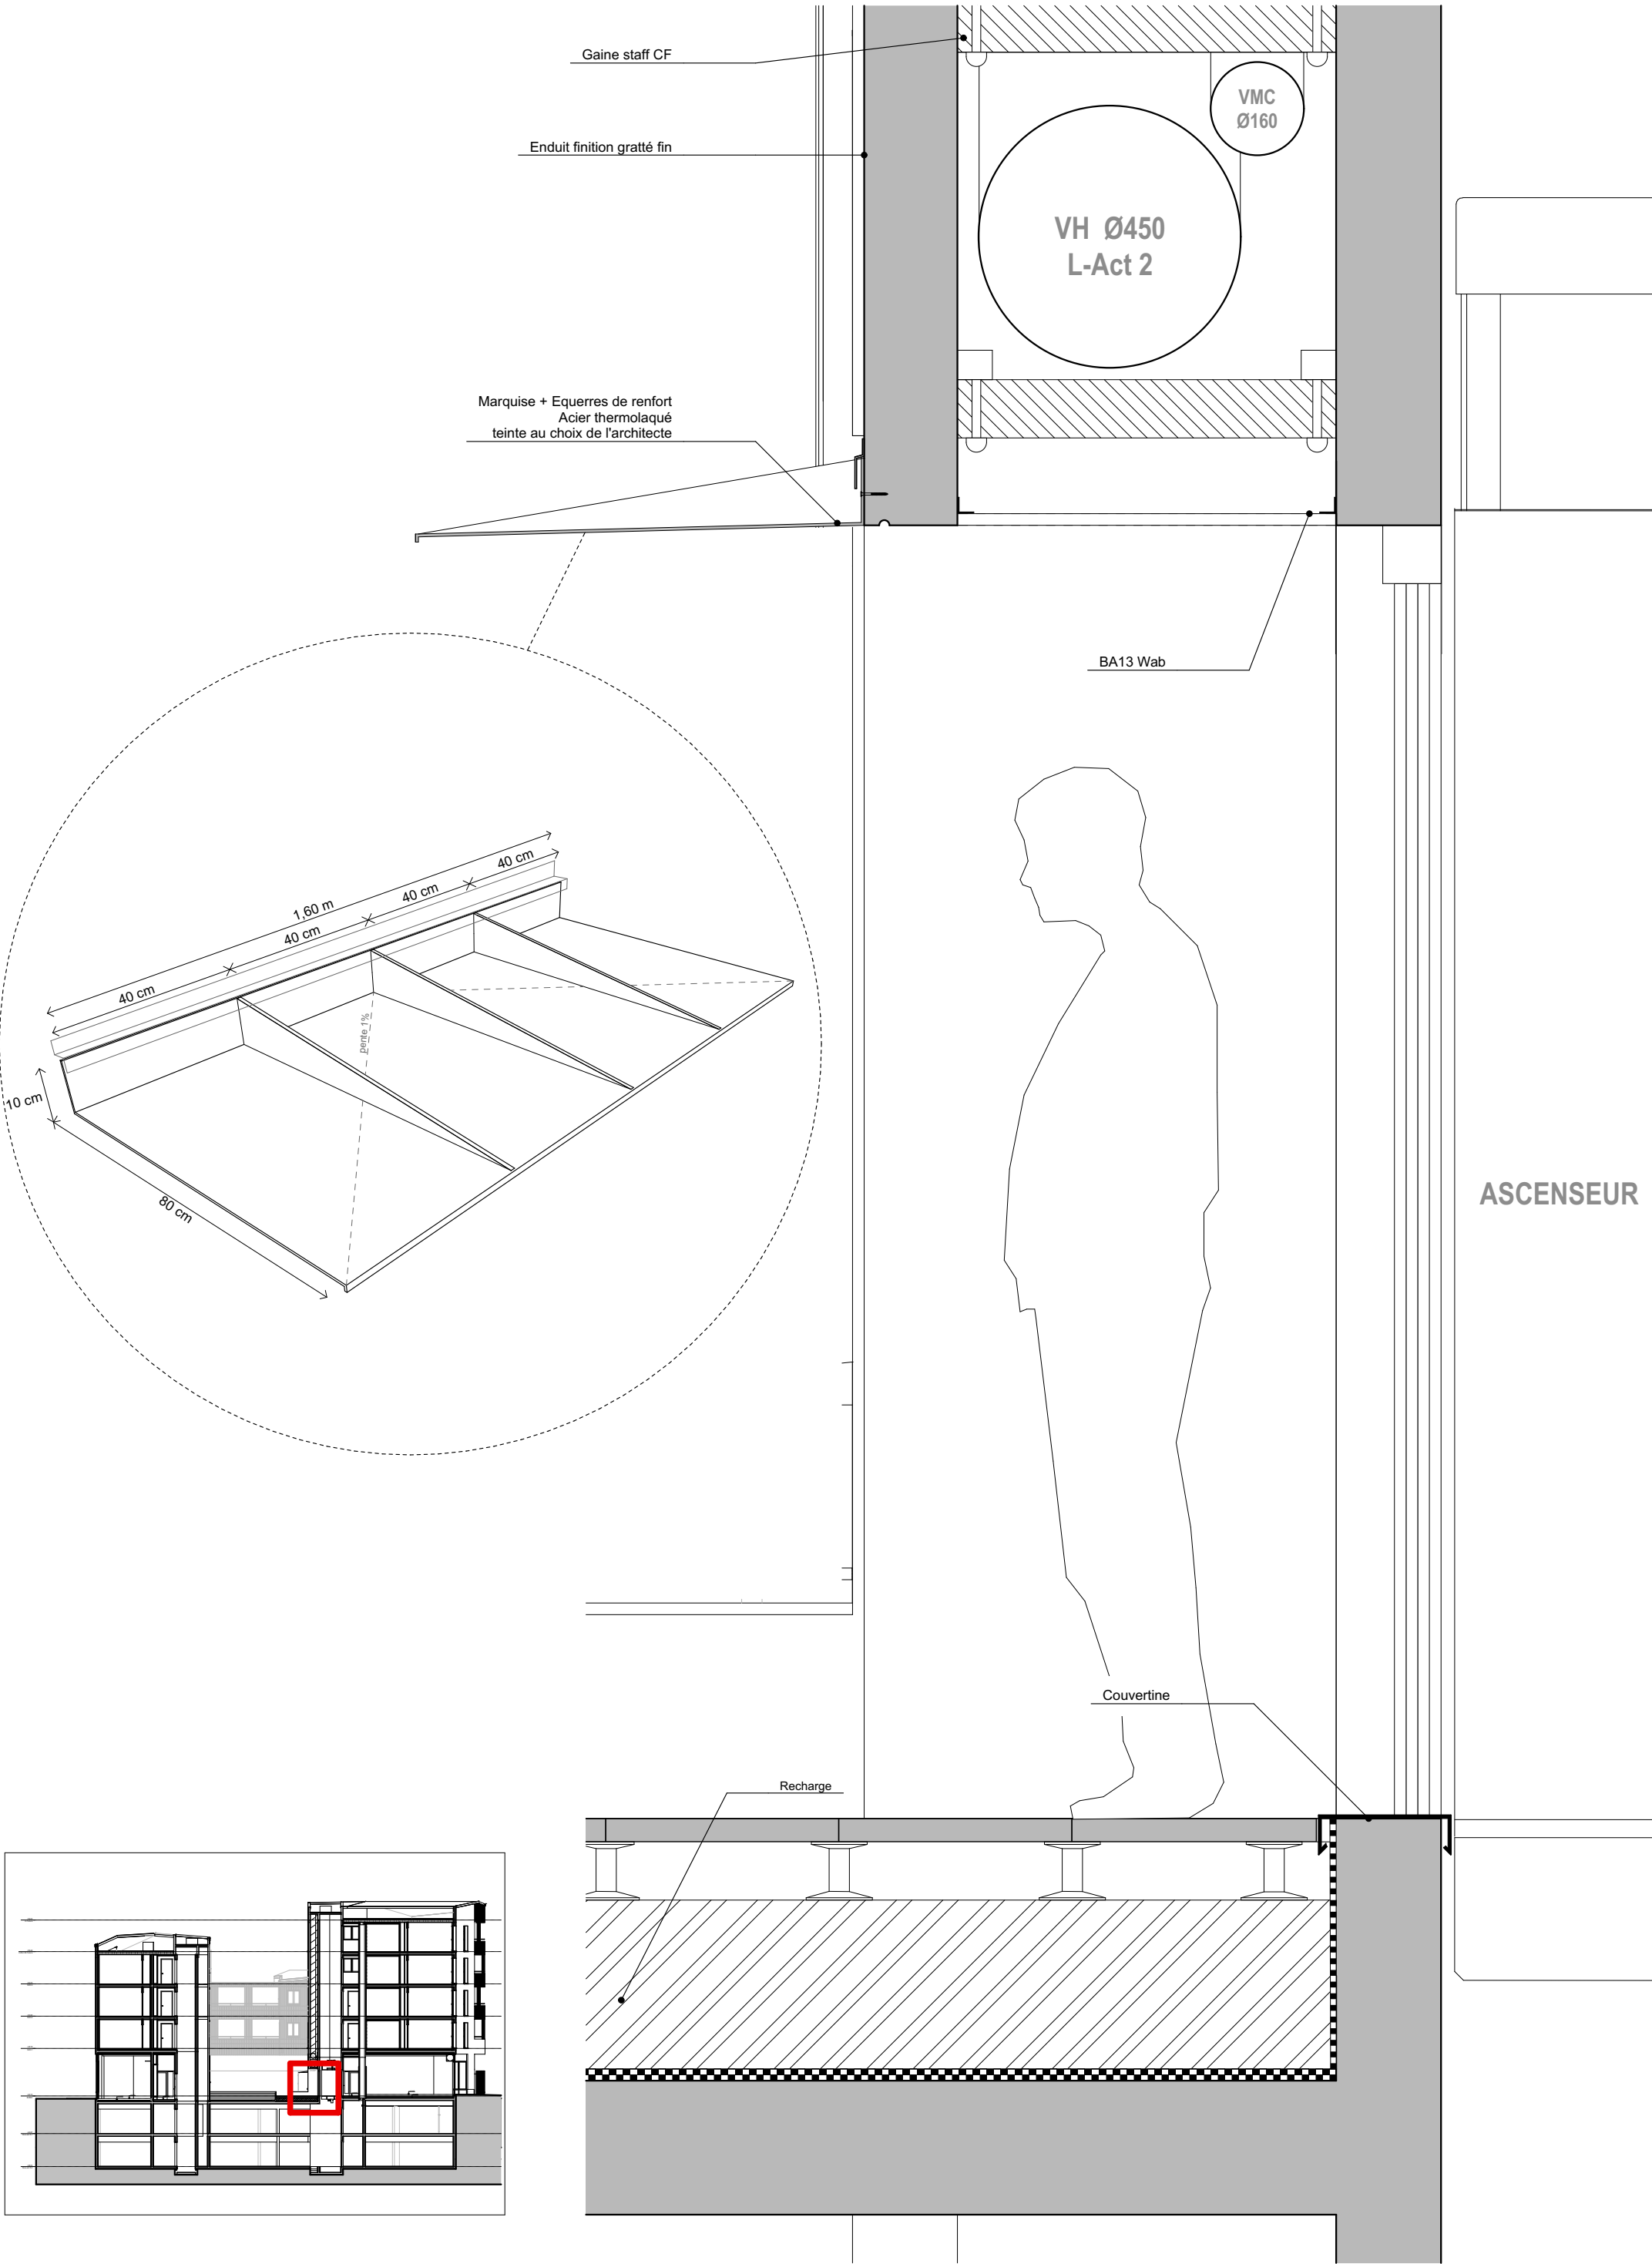 Gaine staff CF
VMC
Ø160
Enduit finition gratté fin
VH Ø450
L-Act 2
Marquise + Equerres de renfort
Acier thermolaqué
teinte au choix de l'architecte
BA13 Wab
40 cm
40 cm
1,60 m
40 cm
40 cm
pente 1%
10 cm
80 cm
ASCENSEUR
Couvertine
Recharge